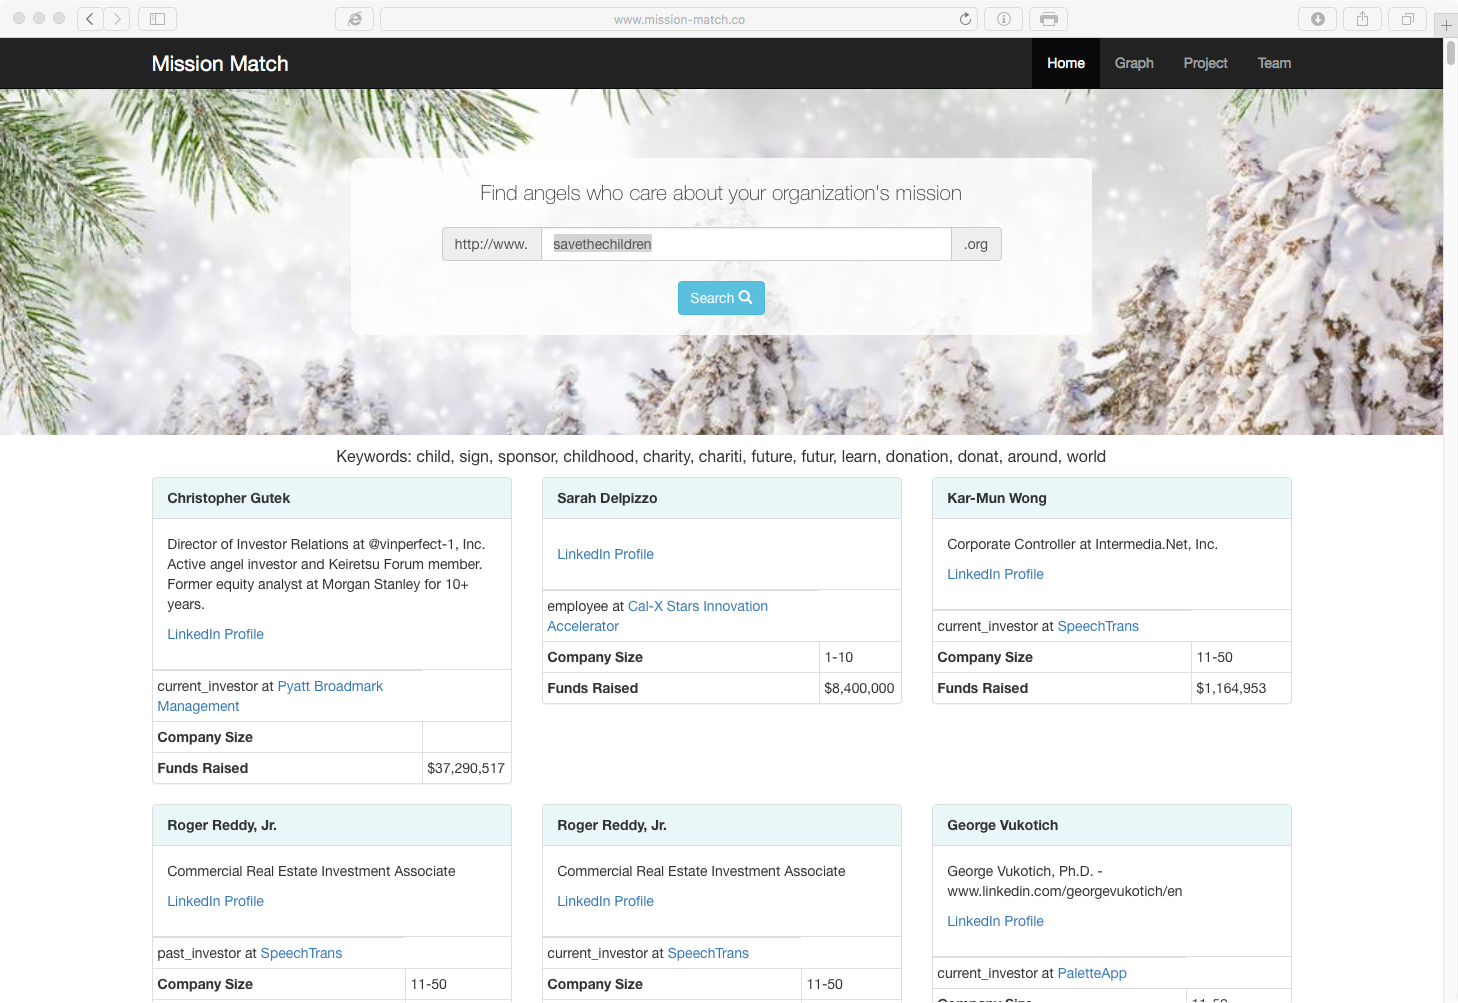 www.mission-match.co
Mission Match
Home Graph Project Team
Find angels who care about your organization's mission
http://www. savethechildren .org
Search
Keywords: child, sign, sponsor, childhood, charity, chariti, future, futur, learn, donation, donat, around, world
Christopher Gutek
Director of Investor Relations at @vinperfect-1, Inc.
Active angel investor and Keiretsu Forum member.
Former equity analyst at Morgan Stanley for 10+
years.
LinkedIn Profile
current_investor at Pyatt Broadmark
Management
Company Size
Funds Raised $37,290,517
Sarah Delpizzo
LinkedIn Profile
employee at Cal-X Stars Innovation
Accelerator
Company Size 1-10
Funds Raised $8,400,000
Kar-Mun Wong
Corporate Controller at Intermedia.Net, Inc.
LinkedIn Profile
current_investor at SpeechTrans
Company Size 11-50
Funds Raised $1,164,953
Roger Reddy, Jr.
Commercial Real Estate Investment Associate
LinkedIn Profile
past_investor at SpeechTrans
Company Size 11-50
Roger Reddy, Jr.
Commercial Real Estate Investment Associate
LinkedIn Profile
current_investor at SpeechTrans
Company Size 11-50
George Vukotich
George Vukotich, Ph.D. -
www.linkedin.com/georgevukotich/en
LinkedIn Profile
current_investor at PaletteApp
Company Size 11-50